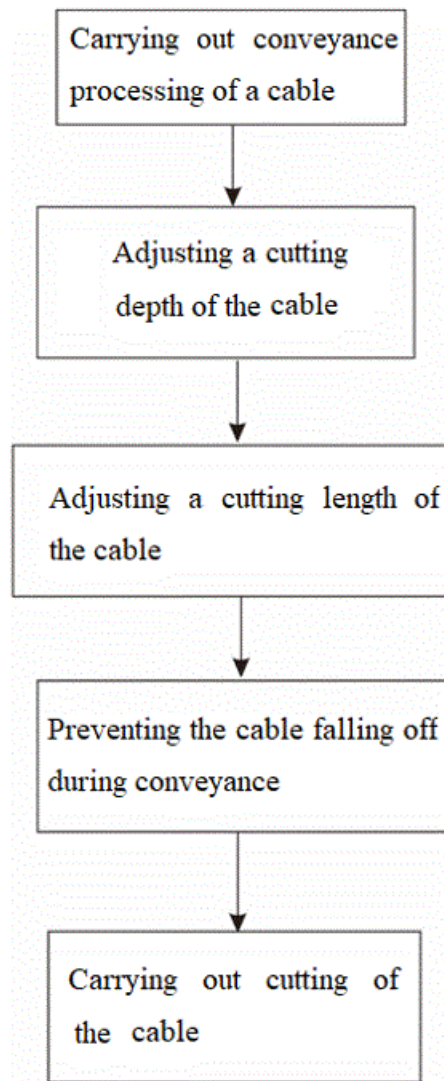 Carrying out conveyance
processing of a cable
Adjusting a cutting
depth of the cable
Adjusting a cutting length of
the cable
Preventing the cable falling off
during conveyance
Carrying out cutting of
the cable